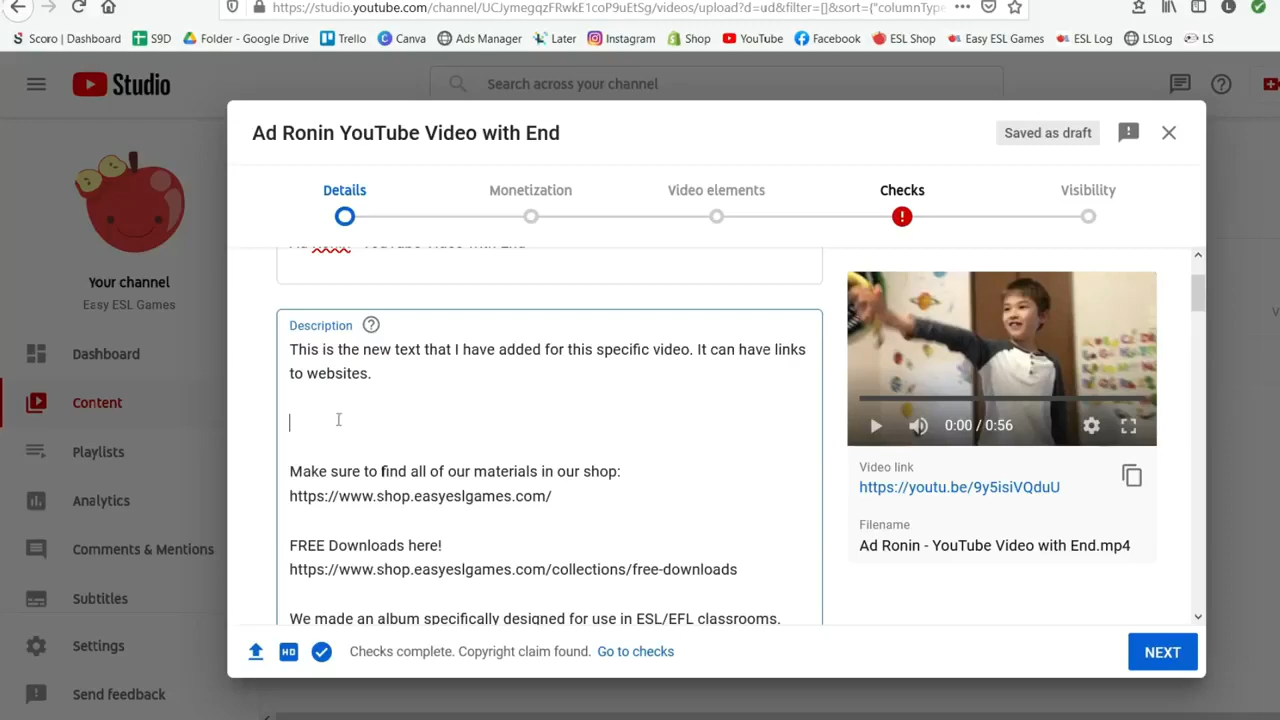 https://studio.youtube.com/channel/UCJymegqzFRwkE1coP9uEtSg/videos/upload?d=ud&filter=[]&sort={"columnType
Scoro | Dashboard S9D Folder - Google Drive Trello Canva Ads Manager Later Instagram Shop YouTube Facebook ESL Shop Easy ESL Games ESL Log LSLog LS
Studio
Search across your channel
Ad Ronin YouTube Video with End
Saved as draft
Details
Monetization
Video elements
Checks
Visibility
Your channel
Easy ESL Games
Dashboard
Content
Playlists
Analytics
Comments & Mentions
Subtitles
Settings
Send feedback
Description
This is the new text that I have added for this specific video. It can have links
to websites.
Make sure to find all of our materials in our shop:
https://www.shop.easyeslgames.com/
FREE Downloads here!
https://www.shop.easyeslgames.com/collections/free-downloads
We made an album specifically designed for use in ESL/EFL classrooms.
0:00 / 0:56
Video link
https://youtu.be/9y5isiVQduU
Filename
Ad Ronin - YouTube Video with End.mp4
HD
Checks complete. Copyright claim found. Go to checks
NEXT